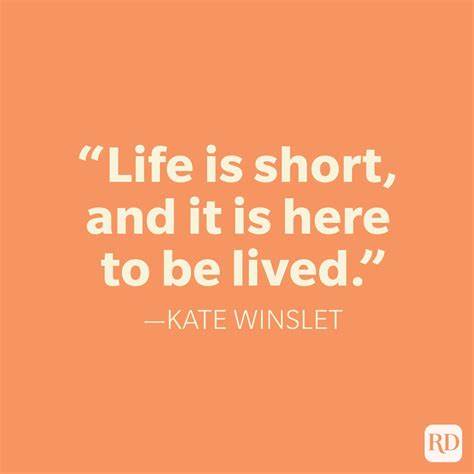 “Life is short,
and it is here
to be lived.”
—KATE WINSLET
RD